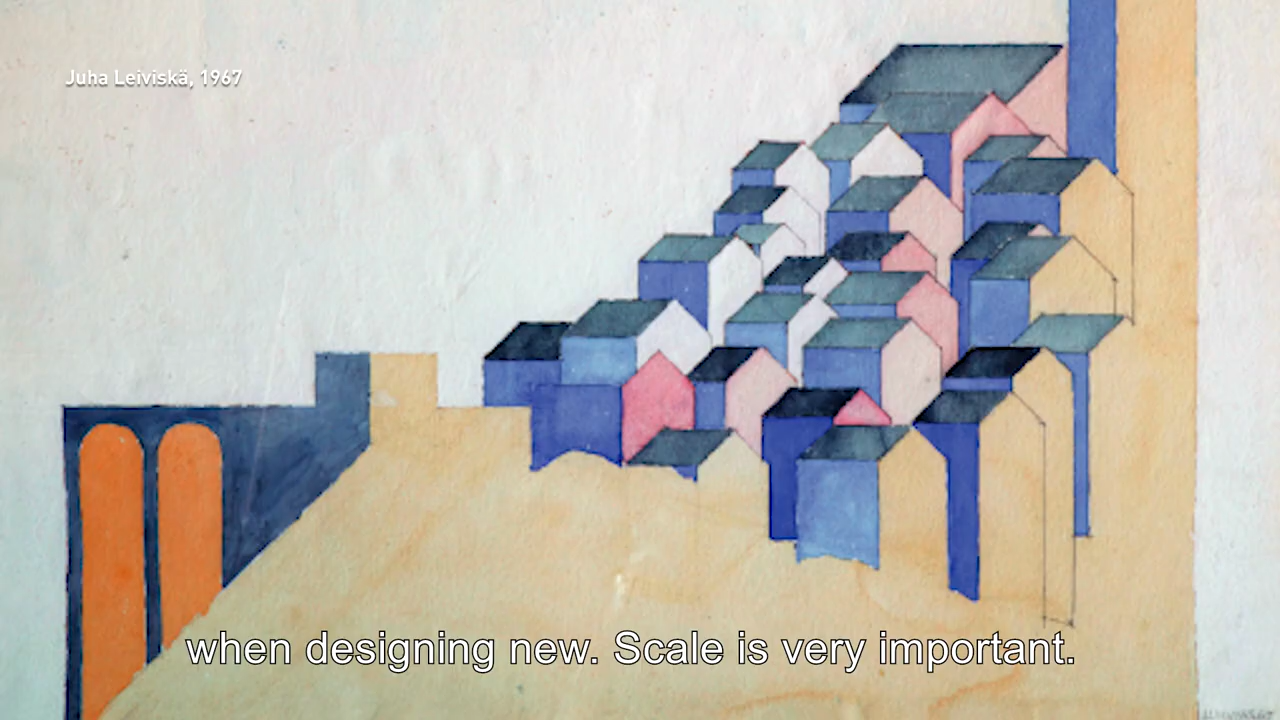 Juha Leiviskä, 1967
when designing new. Scale is very important.